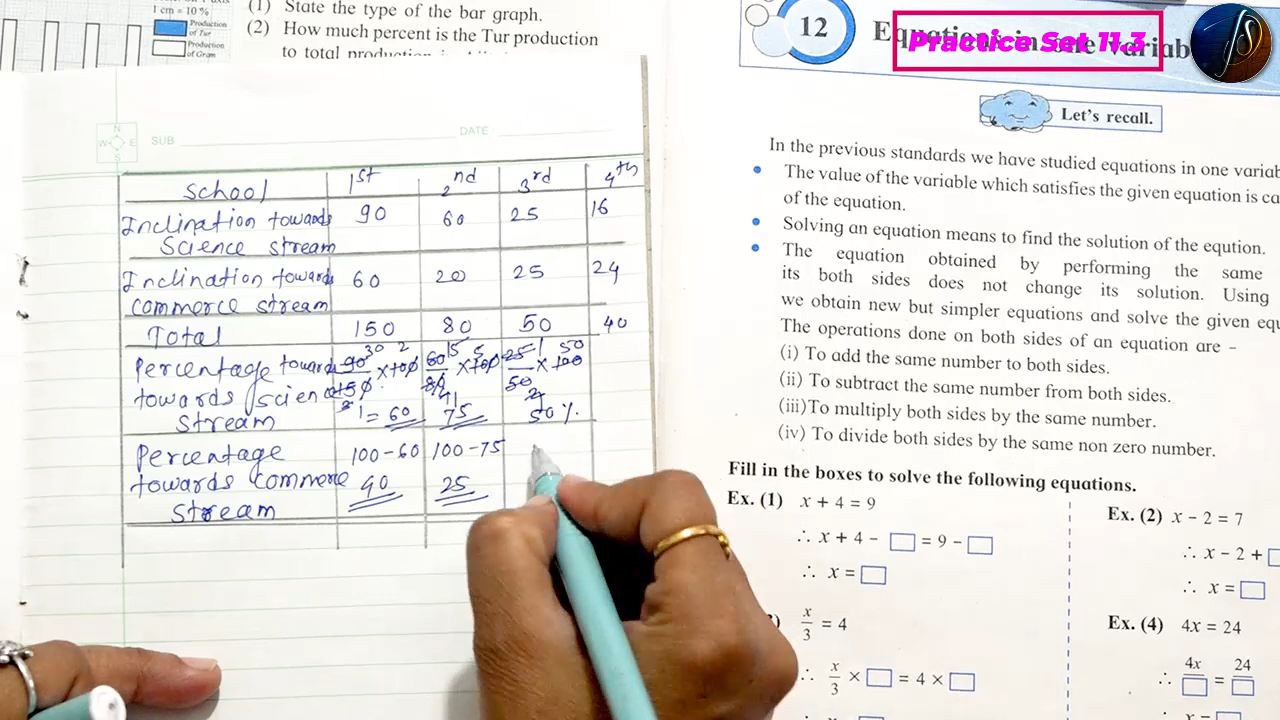 (1) State the type of the bar graph.
1 cm = 10 %
Production
of Tur
(2) How much percent is the Tur production
Production
of Gram
to total production
12
Practice Set 11.3
Let's recall.
N
W E
S
SUB
DATE
School 1st 2nd 3rd 4th
Inclination towards 90 60 25 16
Science stream
Inclination towards 60 20 25 24
commerce stream
Total 150 80 50 40
Percentage towards
towards science
stream
= 60 75 50 %.
Percentage 100-60 100-75
towards commerce 40 25
stream
In the previous standards we have studied equations in one
The value of the variable which satisfies the given equation is
of the equation.
Solving an equation means to find the solution of the eqution.
The equation obtained by performing the same
its both sides does not change its solution. Using
we obtain new but simpler equations and solve the given
The operations done on both sides of an equation are -
(i) To add the same number to both sides.
(ii) To subtract the same number from both sides.
(iii)To multiply both sides by the same number.
(iv) To divide both sides by the same non zero number.
Fill in the boxes to solve the following equations.
Ex. (1) x + 4 = 9
∴ x + 4 - □ = 9 - □
∴ x = □
Ex. (2) x - 2 = 7
∴ x - 2 + □
∴ x = □
x/3 = 4
∴ x/3 × □ = 4 × □
Ex. (4) 4x = 24
∴ 4x/□ = 24/□